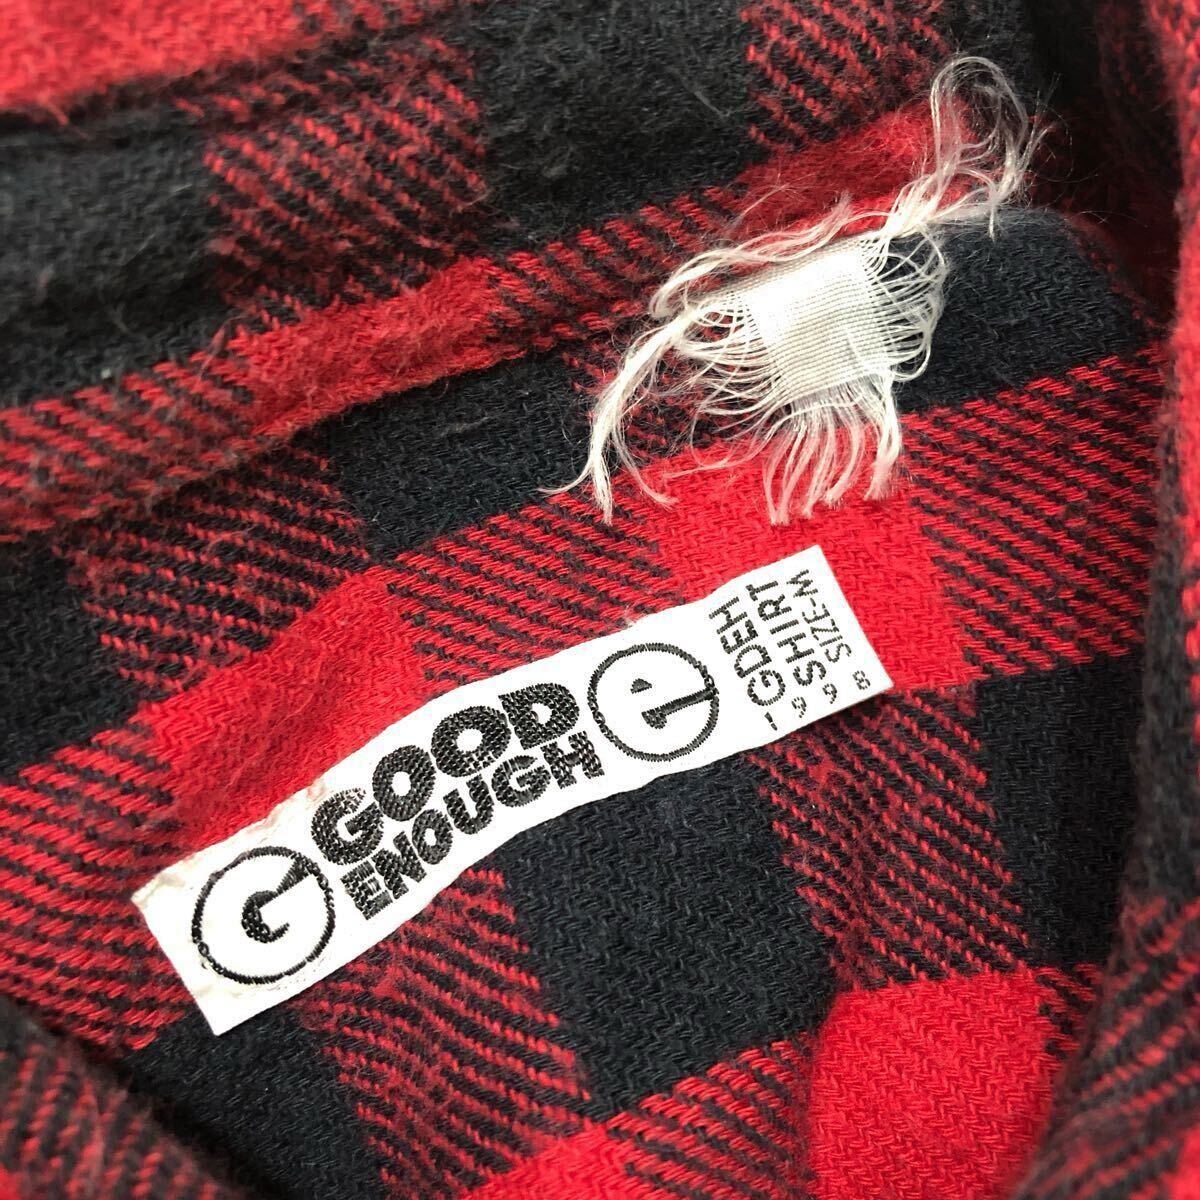 G
GOOD
ENOUGH
e
GDEH
SHIRT
SIZE-M
1998